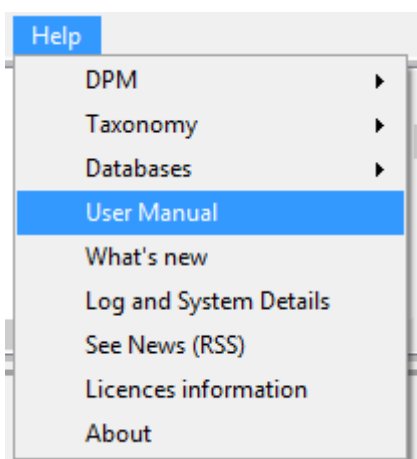 Help
DPM
Taxonomy
Databases
User Manual
What's new
Log and System Details
See News (RSS)
Licences information
About